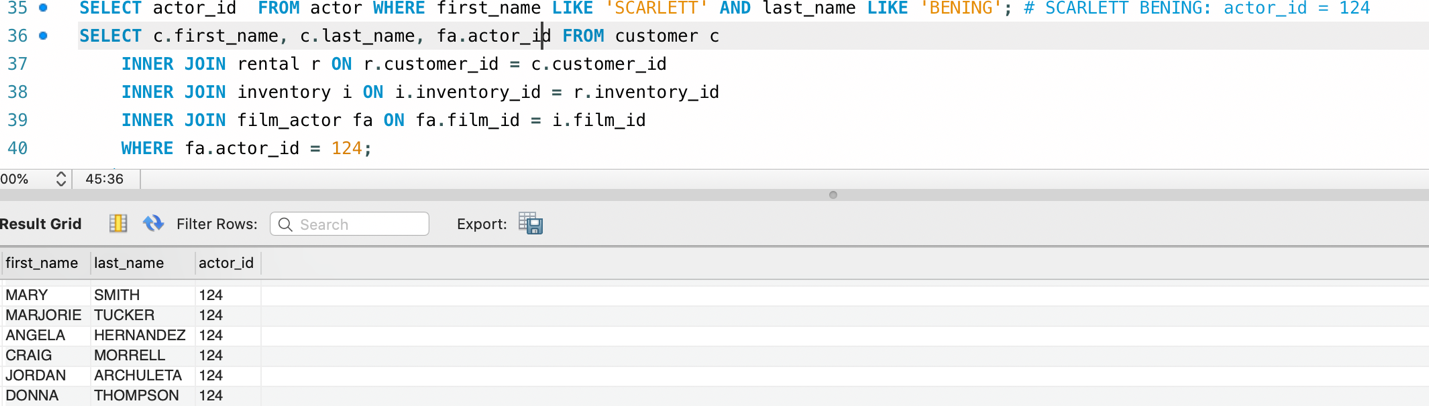 35 SELECT actor_id  FROM actor WHERE first_name LIKE 'SCARLETT' AND last_name LIKE 'BENING'; # SCARLETT BENING: actor_id = 124
36 SELECT c.first_name, c.last_name, fa.actor_id FROM customer c
37 INNER JOIN rental r ON r.customer_id = c.customer_id
38 INNER JOIN inventory i ON i.inventory_id = r.inventory_id
39 INNER JOIN film_actor fa ON fa.film_id = i.film_id
40 WHERE fa.actor_id = 124;
00% 45:36
Result Grid Filter Rows: Search Export:
first_name last_name actor_id
MARY SMITH 124
MARJORIE TUCKER 124
ANGELA HERNANDEZ 124
CRAIG MORRELL 124
JORDAN ARCHULETA 124
DONNA THOMPSON 124